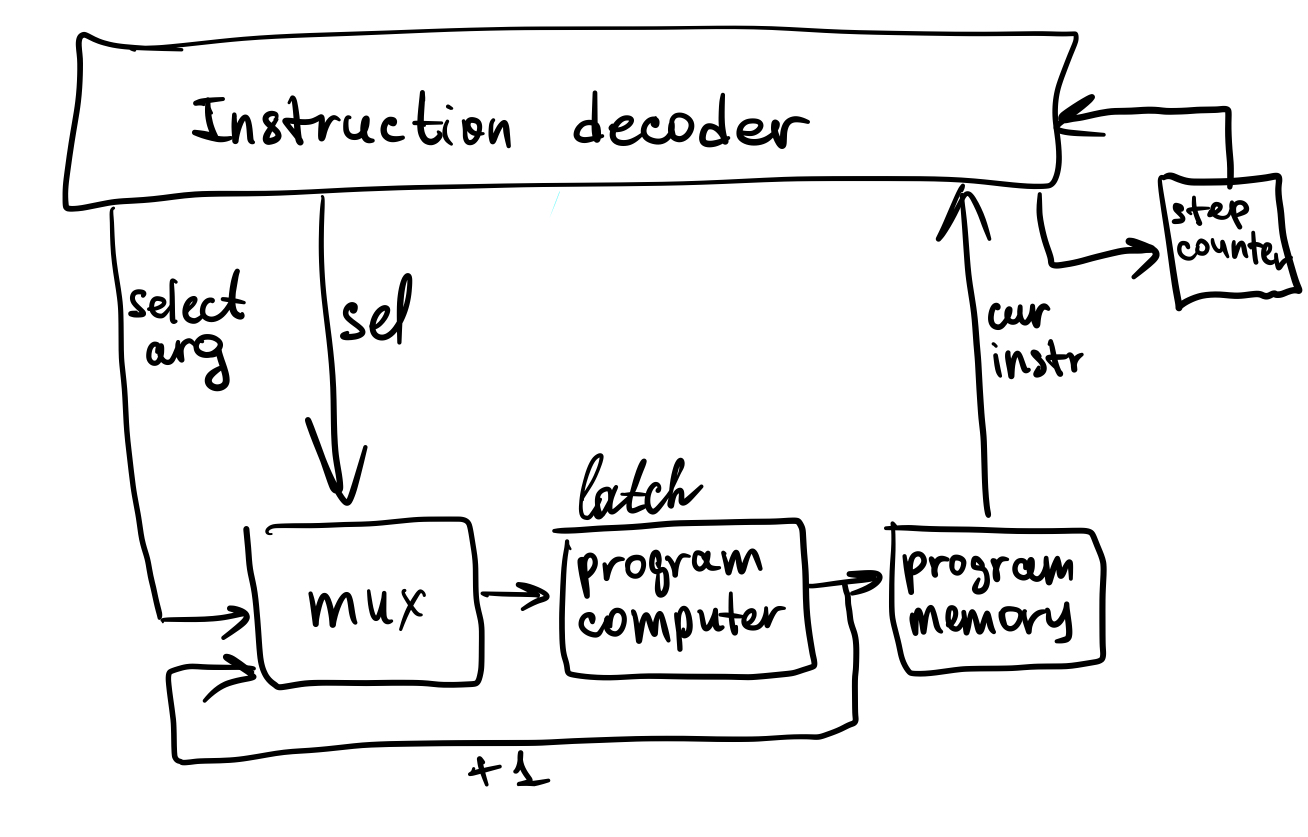 Instruction decoder
step
counter
select
arg
sel
cur
instr
latch
program
computer
program
memory
mux
+1